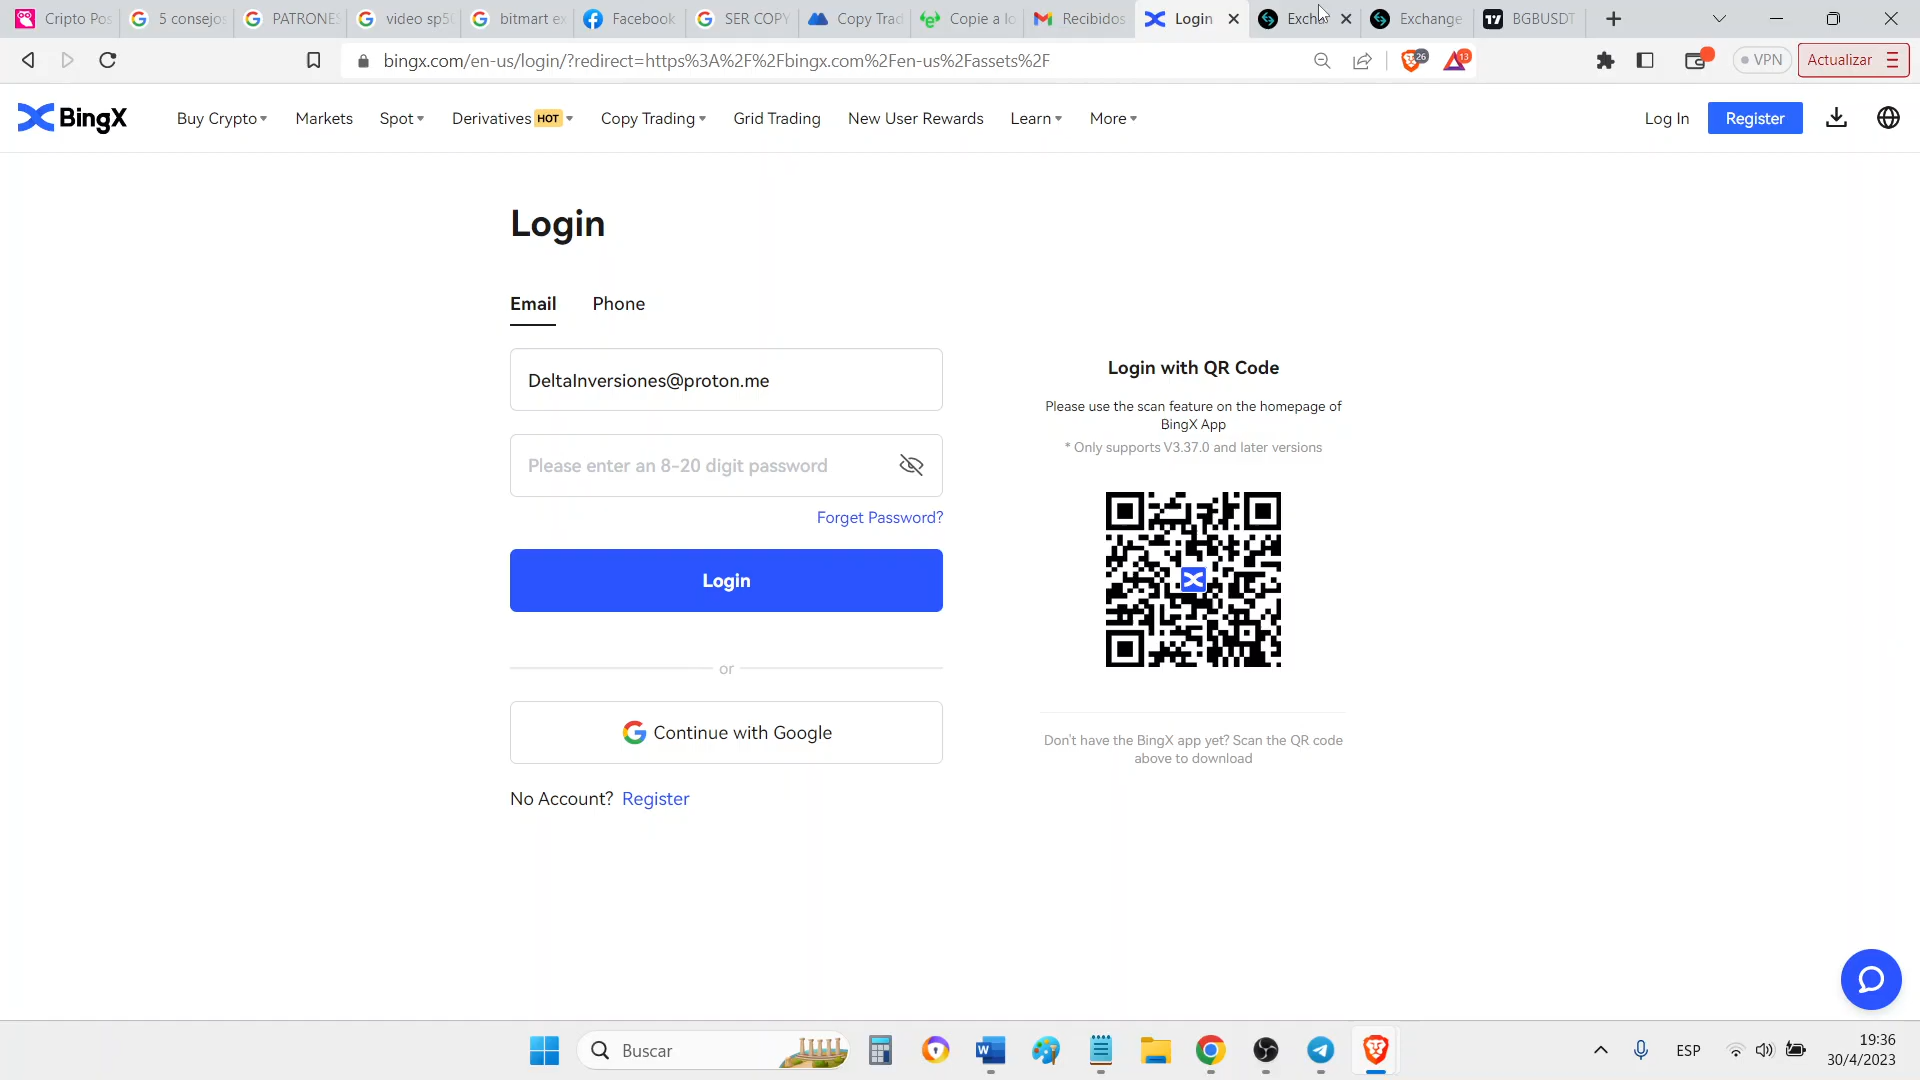 Cripto Pos
5 consejos
PATRONES
video sp50
bitmart ex
Facebook
SER COPY
Copy Trad
Copie a lo
Recibidos
Login
Excha
Exchange
BGBUSDT
bingx.com/en-us/login/?redirect=https%3A%2F%2Fbingx.com%2Fen-us%2Fassets%2F
26
13
VPN
Actualizar
BingX
Buy Crypto
Markets
Spot
Derivatives HOT
Copy Trading
Grid Trading
New User Rewards
Learn
More
Log In
Register
Login
Email
Phone
DeltaInversiones@proton.me
Please enter an 8-20 digit password
Forget Password?
Login
or
Continue with Google
No Account? Register
Login with QR Code
Please use the scan feature on the homepage of
BingX App
* Only supports V3.37.0 and later versions
Don't have the BingX app yet? Scan the QR code
above to download
Buscar
ESP
19:36
30/4/2023